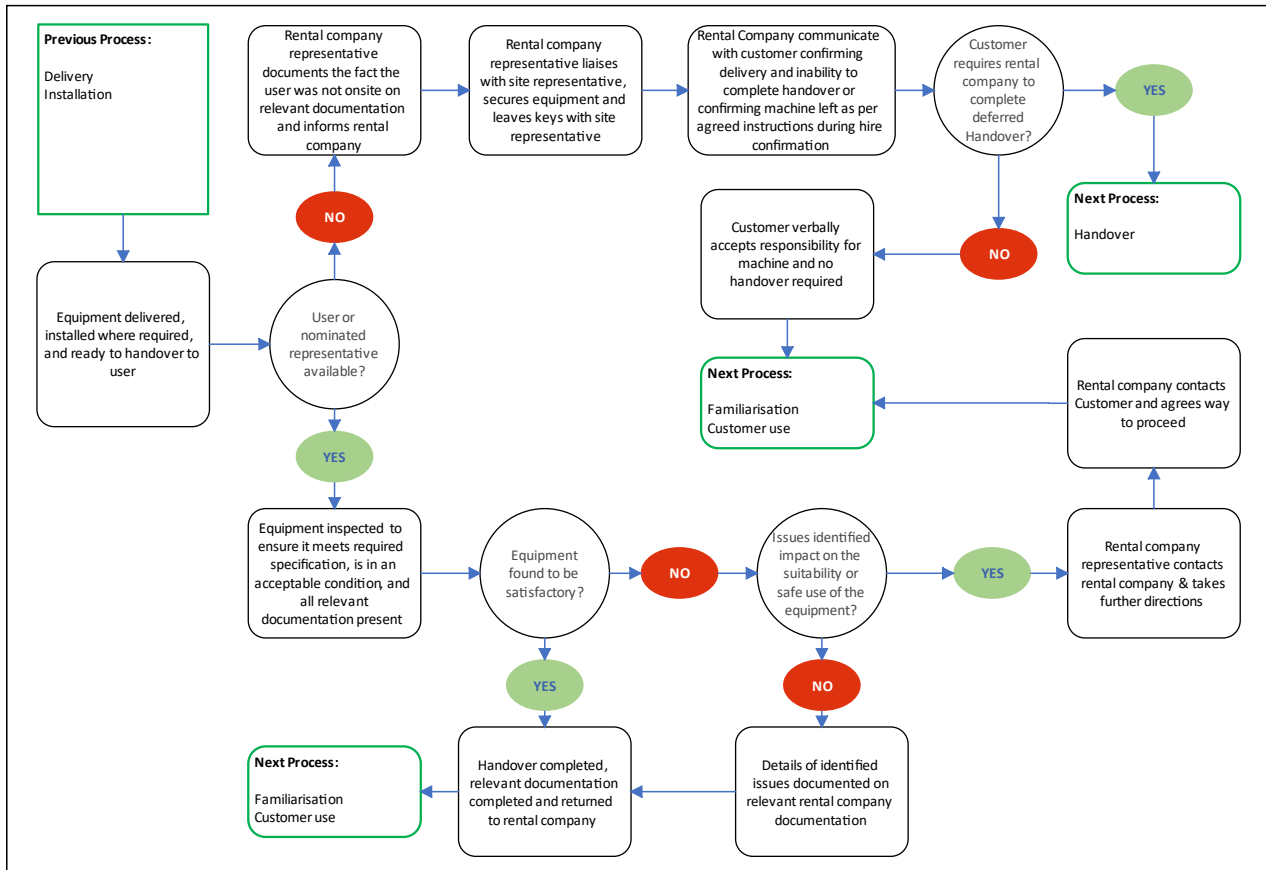 Previous Process:
Delivery
Installation
Rental company
representative
documents the fact the
user was not onsite on
relevant documentation
and informs rental
company
Rental company
representative liaises
with site representative,
secures equipment and
leaves keys with site
representative
Rental Company communicate
with customer confirming
delivery and inability to
complete handover or
confirming machine left as per
agreed instructions during hire
confirmation
Customer
requires rental
company to
complete
deferred
Handover?
YES
Next Process:
Handover
NO
NO
Customer verbally
accepts responsibility for
machine and no
handover required
Equipment delivered,
installed where required,
and ready to handover to
user
User or
nominated
representative
available?
Next Process:
Familiarisation
Customer use
Rental company contacts
Customer and agrees way
to proceed
YES
Equipment inspected to
ensure it meets required
specification, is in an
acceptable condition, and
all relevant
documentation present
Equipment
found to be
satisfactory?
NO
Issues identified
impact on the
suitability or
safe use of the
equipment?
YES
Rental company
representative contacts
rental company & takes
further directions
YES
NO
Next Process:
Familiarisation
Customer use
Handover completed,
relevant documentation
completed and returned
to rental company
Details of identified
issues documented on
relevant rental company
documentation